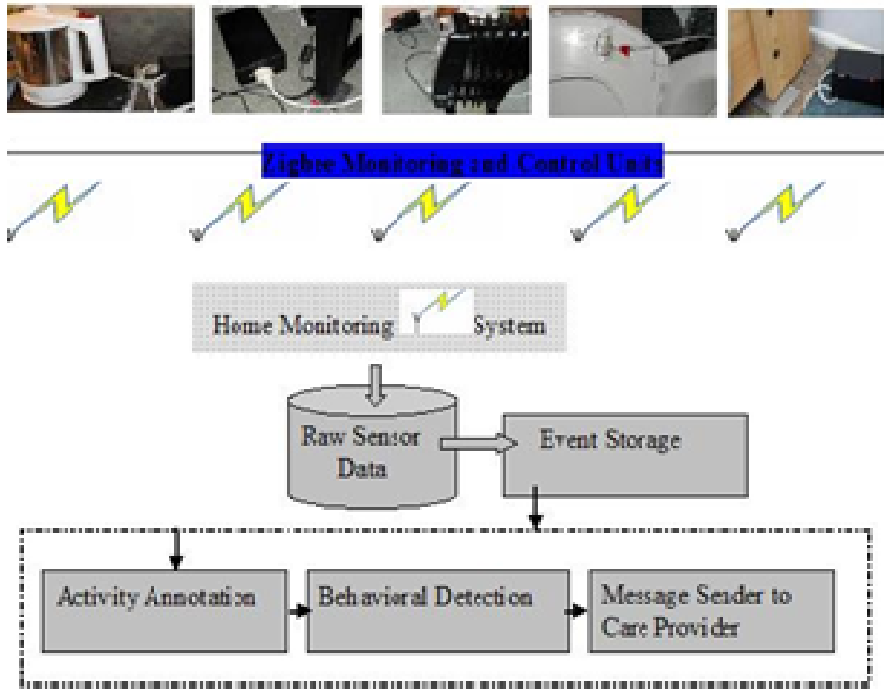 Zigbee Monitoring and Control Units
Home Monitoring System
Raw Sensor
Data
Event Storage
Activity Annotation
Behavioral Detection
Message Sender to
Care Provider